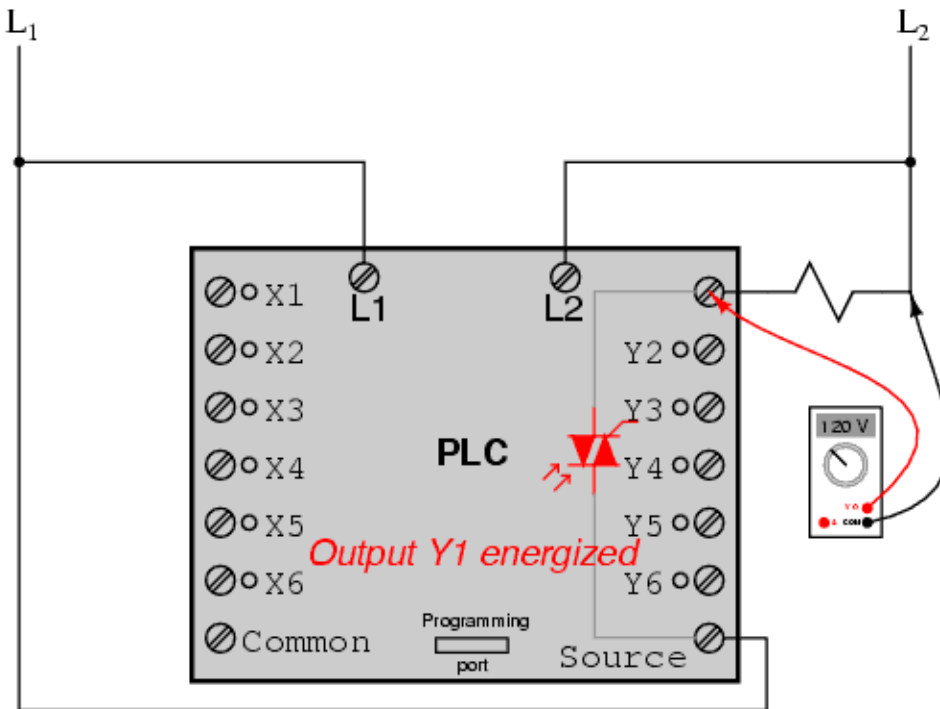 L1
L2
X1
L1
L2
X2
Y2
X3
Y3
120 V
X4
PLC
Y4
V Ω
A
COM
X5
Y5
Output Y1 energized
X6
Y6
Programming
port
Common
Source